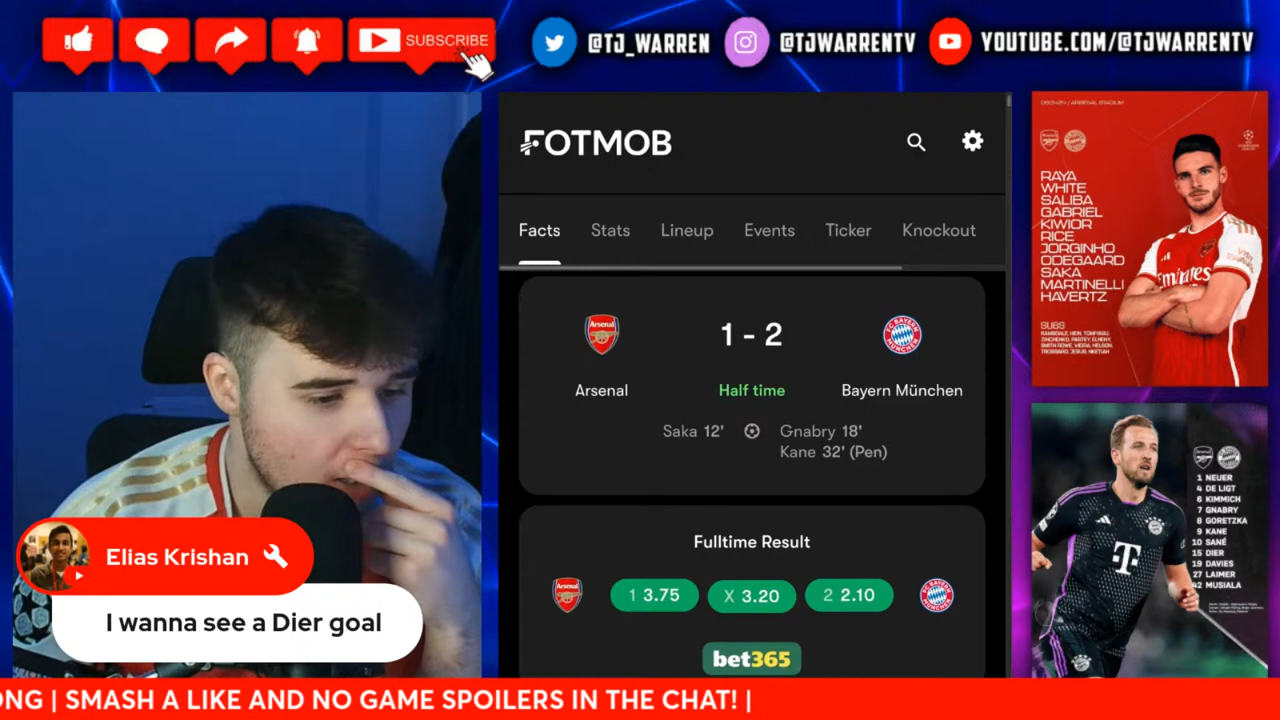 SUBSCRIBE
@TJ_WARREN
@TJWARRENTV
YOUTUBE.COM/@TJWARRENTV
FOTMOB
Facts Stats Lineup Events Ticker Knockout
1 - 2
Arsenal Half time Bayern München
Saka 12' Gnabry 18'
Kane 32' (Pen)
Fulltime Result
1 3.75 X 3.20 2 2.10
bet365
RAYA
WHITE
SALIBA
GABRIEL
KIWIOR
RICE
JORGINHO
ODEGAARD
SAKA
MARTINELLI
HAVERTZ
SUBS
Emirates
1 NEUER
4 DE LIGT
6 KIMMICH
7 GNABRY
8 GORETZKA
9 KANE
10 SANÉ
15 DIER
19 DAVIES
27 LAIMER
42 MUSIALA
T
Elias Krishan
I wanna see a Dier goal
ONG | SMASH A LIKE AND NO GAME SPOILERS IN THE CHAT! |